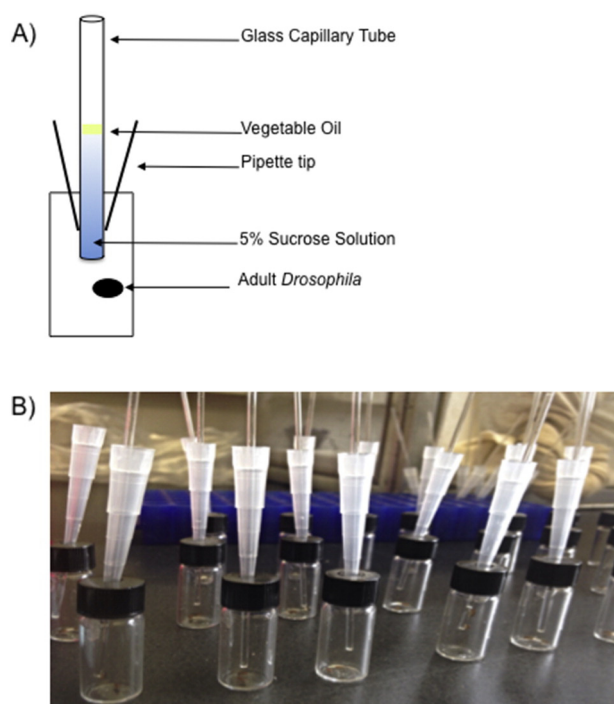 A)
Glass Capillary Tube
Vegetable Oil
Pipette tip
5% Sucrose Solution
Adult Drosophila
B)